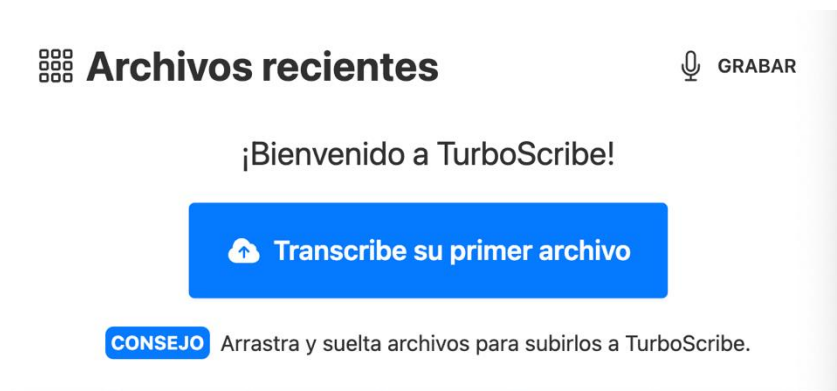 Archivos recientes
GRABAR
¡Bienvenido a TurboScribe!
Transcribe su primer archivo
CONSEJO Arrastra y suelta archivos para subirlos a TurboScribe.